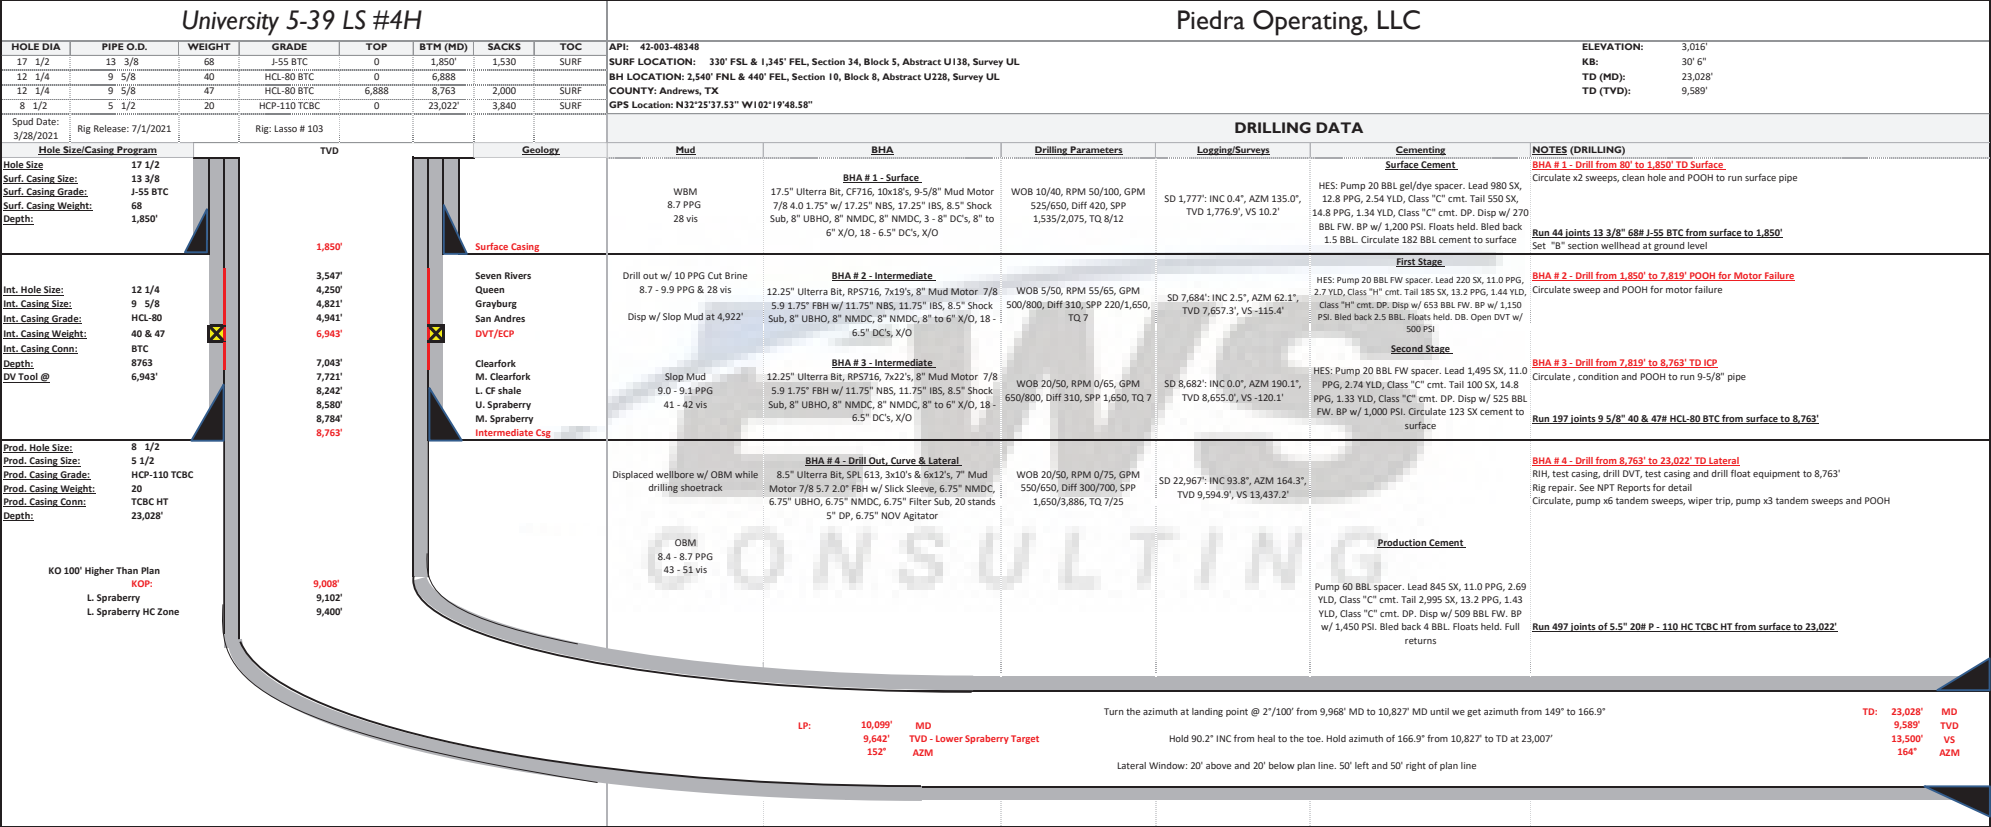 University 5-39 LS #4H
Piedra Operating, LLC
HOLE DIA PIPE O.D. WEIGHT GRADE TOP BTM (MD) SACKS TOC
17 1/2 13 3/8 68 J-55 BTC 0 1,850' 1,530 SURF
12 1/4 9 5/8 40 HCL-80 BTC 0 6,888
12 1/4 9 5/8 47 HCL-80 BTC 6,888 8,763 2,000 SURF
8 1/2 5 1/2 20 HCP-110 TCBC 0 23,022' 3,840 SURF
Spud Date: 3/28/2021 Rig Release: 7/1/2021 Rig: Lasso # 103
API: 42-003-48348
SURF LOCATION: 330' FSL & 1,345' FEL, Section 34, Block 5, Abstract U138, Survey UL
BH LOCATION: 2,540' FNL & 440' FEL, Section 10, Block 8, Abstract U228, Survey UL
COUNTY: Andrews, TX
GPS Location: N32°25'37.53" W102°19'48.58"
ELEVATION: 3,016'
KB: 30' 6"
TD (MD): 23,028'
TD (TVD): 9,589'
DRILLING DATA
Hole Size/Casing Program TVD Geology
Hole Size 17 1/2
Surf. Casing Size: 13 3/8
Surf. Casing Grade: J-55 BTC
Surf. Casing Weight: 68
Depth: 1,850'
1,850' Surface Casing
3,547' Seven Rivers
Int. Hole Size: 12 1/4 4,250' Queen
Int. Casing Size: 9 5/8 4,821' Grayburg
Int. Casing Grade: HCL-80 4,941' San Andres
Int. Casing Weight: 40 & 47 6,943' DVT/ECP
Int. Casing Conn: BTC
Depth: 8763 7,043' Clearfork
DV Tool @ 6,943' 7,721' M. Clearfork
8,242' L. CF shale
8,580' U. Spraberry
8,784' M. Spraberry
8,763' Intermediate Csg
Prod. Hole Size: 8 1/2
Prod. Casing Size: 5 1/2
Prod. Casing Grade: HCP-110 TCBC
Prod. Casing Weight: 20
Prod. Casing Conn: TCBC HT
Depth: 23,028'
KO 100' Higher Than Plan
KOP: 9,008'
L. Spraberry 9,102'
L. Spraberry HC Zone 9,400'
Mud BHA Drilling Parameters Logging/Surveys Cementing NOTES (DRILLING)
WBM
8.7 PPG
28 vis
BHA # 1 - Surface
17.5" Ulterra Bit, CF716, 10x18's, 9-5/8" Mud Motor
7/8 4.0 1.75° w/ 17.25" NBS, 17.25" IBS, 8.5" Shock
Sub, 8" UBHO, 8" NMDC, 8" NMDC, 3 - 8" DC's, 8" to
6" X/O, 18 - 6.5" DC's, X/O
WOB 10/40, RPM 50/100, GPM
525/650, Diff 420, SPP
1,535/2,075, TQ 8/12
SD 1,777': INC 0.4°, AZM 135.0°,
TVD 1,776.9', VS 10.2'
Surface Cement
HES: Pump 20 BBL gel/dye spacer. Lead 980 SX,
12.8 PPG, 2.54 YLD, Class "C" cmt. Tail 550 SX,
14.8 PPG, 1.34 YLD, Class "C" cmt. DP. Disp w/ 270
BBL FW. BP w/ 1,200 PSI. Floats held. Bled back
1.5 BBL. Circulate 182 BBL cement to surface
BHA # 1 - Drill from 80' to 1,850' TD Surface
Circulate x2 sweeps, clean hole and POOH to run surface pipe
Run 44 joints 13 3/8" 68# J-55 BTC from surface to 1,850'
Set "B" section wellhead at ground level
Drill out w/ 10 PPG Cut Brine
8.7 - 9.9 PPG & 28 vis
Disp w/ Slop Mud at 4,922'
BHA # 2 - Intermediate
12.25" Ulterra Bit, RPS716, 7x19's, 8" Mud Motor 7/8
5.9 1.75° FBH w/ 11.75" NBS, 11.75" IBS, 8.5" Shock
Sub, 8" UBHO, 8" NMDC, 8" NMDC, 8" to 6" X/O, 18 -
6.5" DC's, X/O
WOB 5/50, RPM 55/65, GPM
500/800, Diff 310, SPP 220/1,650,
TQ 7
SD 7,684': INC 2.5°, AZM 62.1°,
TVD 7,657.3', VS -115.4'
First Stage
HES: Pump 20 BBL FW spacer. Lead 220 SX, 11.0 PPG,
2.7 YLD, Class "H" cmt. Tail 185 SX, 13.2 PPG, 1.44 YLD,
Class "H" cmt. DP. Disp w/ 653 BBL FW. BP w/ 1,150
PSI. Bled back 2.5 BBL. Floats held. DB. Open DVT w/
500 PSI
BHA # 2 - Drill from 1,850' to 7,819' POOH for Motor Failure
Circulate sweep and POOH for motor failure
Slop Mud
9.0 - 9.1 PPG
41 - 42 vis
BHA # 3 - Intermediate
12.25" Ulterra Bit, RPS716, 7x22's, 8" Mud Motor 7/8
5.9 1.75° FBH w/ 11.75" NBS, 11.75" IBS, 8.5" Shock
Sub, 8" UBHO, 8" NMDC, 8" NMDC, 8" to 6" X/O, 18 -
6.5" DC's, X/O
WOB 20/50, RPM 0/65, GPM
650/800, Diff 310, SPP 1,650, TQ 7
SD 8,682': INC 0.0°, AZM 190.1°,
TVD 8,655.0', VS -120.1'
Second Stage
HES: Pump 20 BBL FW spacer. Lead 1,495 SX, 11.0
PPG, 2.74 YLD, Class "C" cmt. Tail 100 SX, 14.8
PPG, 1.33 YLD, Class "C" cmt. DP. Disp w/ 525 BBL
FW. BP w/ 1,000 PSI. Circulate 123 SX cement to
surface
BHA # 3 - Drill from 7,819' to 8,763' TD ICP
Circulate , condition and POOH to run 9-5/8" pipe
Run 197 joints 9 5/8" 40 & 47# HCL-80 BTC from surface to 8,763'
Displaced wellbore w/ OBM while
drilling shoetrack
OBM
8.4 - 8.7 PPG
43 - 51 vis
BHA # 4 - Drill Out, Curve & Lateral
8.5" Ulterra Bit, SPL 613, 3x10's & 6x12's, 7" Mud
Motor 7/8 5.7 2.0° FBH w/ Slick Sleeve, 6.75" NMDC,
6.75" UBHO, 6.75" NMDC, 6.75" Filter Sub, 20 stands
5" DP, 6.75" NOV Agitator
WOB 20/50, RPM 0/75, GPM
550/650, Diff 300/700, SPP
1,650/3,886, TQ 7/25
SD 22,967': INC 93.8°, AZM 164.3°,
TVD 9,594.9', VS 13,437.2'
Production Cement
Pump 60 BBL spacer. Lead 845 SX, 11.0 PPG, 2.69
YLD, Class "C" cmt. Tail 2,995 SX, 13.2 PPG, 1.43
YLD, Class "C" cmt. DP. Disp w/ 509 BBL FW. BP
w/ 1,450 PSI. Bled back 4 BBL. Floats held. Full
returns
BHA # 4 - Drill from 8,763' to 23,022' TD Lateral
RIH, test casing, drill DVT, test casing and drill float equipment to 8,763'
Rig repair. See NPT Reports for detail
Circulate, pump x6 tandem sweeps, wiper trip, pump x3 tandem sweeps and POOH
Run 497 joints of 5.5" 20# P - 110 HC TCBC HT from surface to 23,022'
EWS
CONSULTING
LP: 10,099' MD
9,642' TVD - Lower Spraberry Target
152° AZM
Turn the azimuth at landing point @ 2°/100' from 9,968' MD to 10,827' MD until we get azimuth from 149° to 166.9°
Hold 90.2° INC from heal to the toe. Hold azimuth of 166.9° from 10,827' to TD at 23,007'
Lateral Window: 20' above and 20' below plan line. 50' left and 50' right of plan line
TD: 23,028' MD
9,589' TVD
13,500' VS
164° AZM